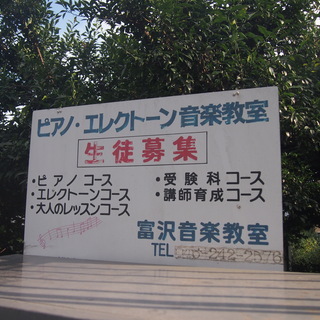 ピアノ・エレクトーン音楽教室
生徒募集
・ピアノコース ・受験科コース
・エレクトーンコース ・講師育成コース
・大人のレッスンコース
富沢音楽教室
TEL